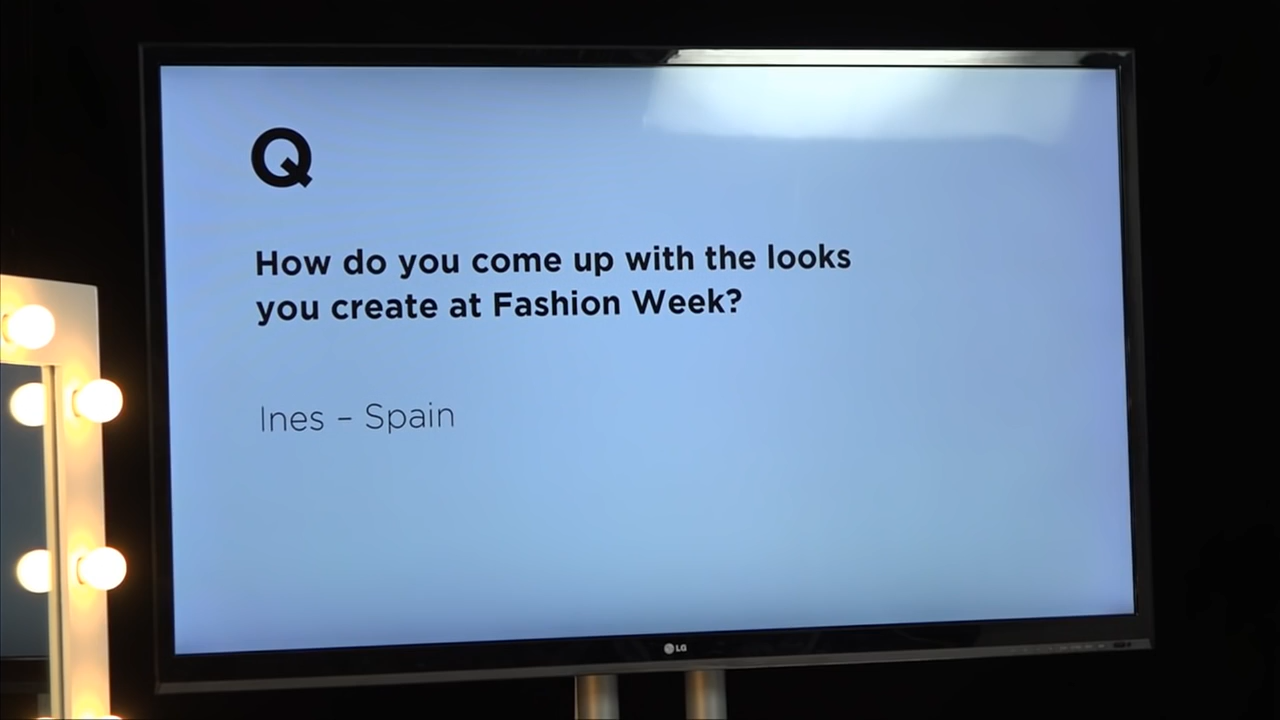 Q
How do you come up with the looks
you create at Fashion Week?
Ines – Spain
LG